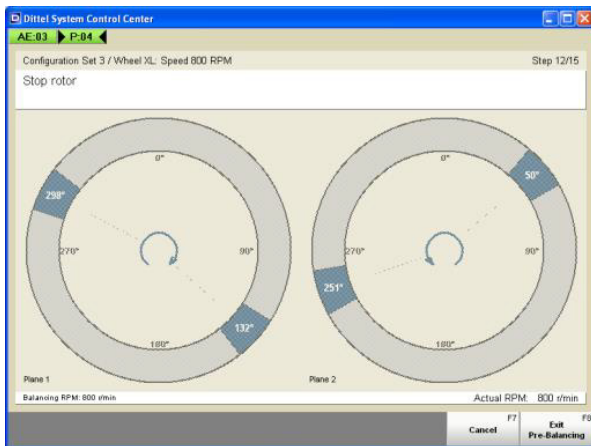 Dittel System Control Center
AE:03 P:04
Configuration Set 3 / Wheel XL: Speed 800 RPM Step 12/15
Stop rotor
0° 0°
298° 50°
270° 90° 270° 90°
251°
132°
180° 180°
Plane 1 Plane 2
Balancing RPM: 800 r/min Actual RPM: 800 r/min
F7 F8
Cancel Exit
Pre-Balancing